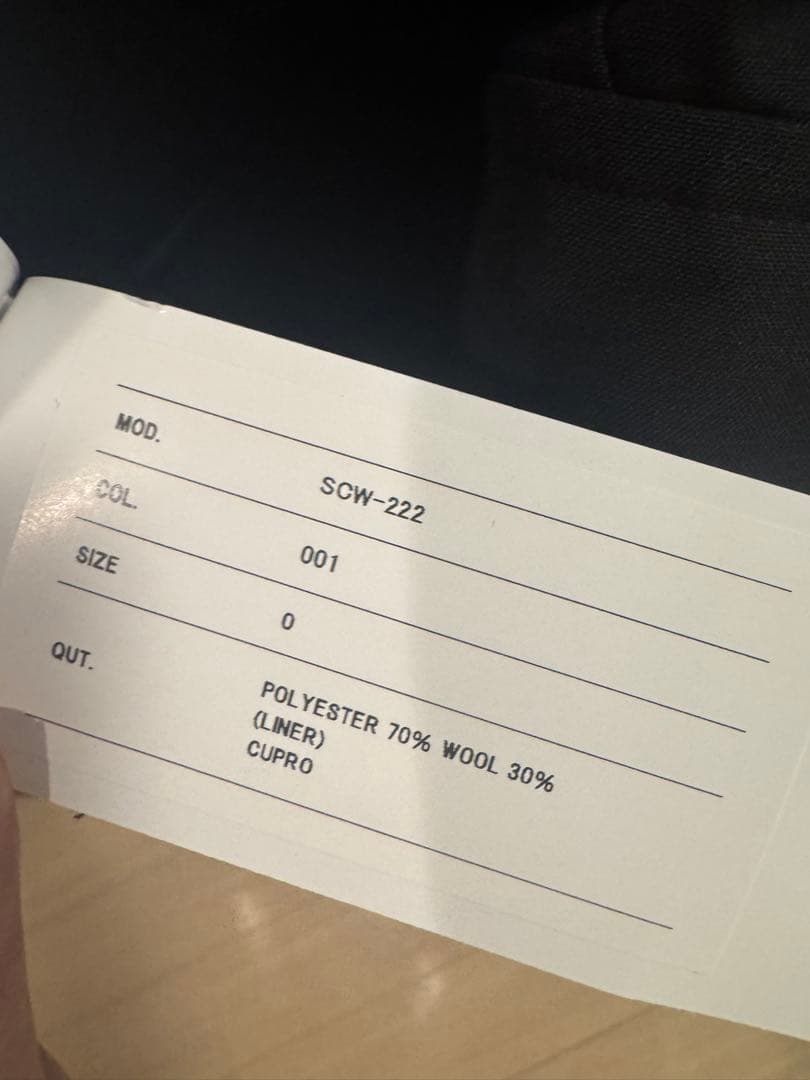 MOD. SCW-222
COL. 001
SIZE 0
QUT. POLYESTER 70% WOOL 30%
(LINER)
CUPRO